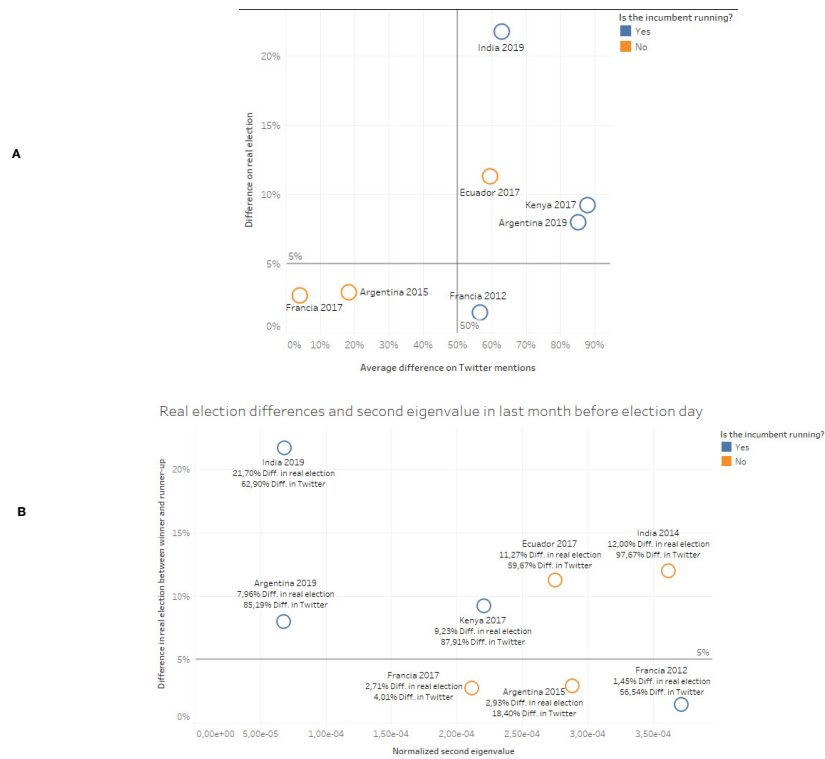 Is the incumbent running?
Yes
No
India 2019
20%
15%
A
Difference on real election
10%
Ecuador 2017
Kenya 2017
Argentina 2019
5%
5%
Argentina 2015
Francia 2012
Francia 2017
0%
50%
0% 10% 20% 30% 40% 50% 60% 70% 80% 90%
Average difference on Twitter mentions
Real election differences and second eigenvalue in last month before election day
Is the incumbent running?
Yes
No
B
Difference in real election between winner and runner-up
20%
India 2019
21,70% Diff. in real election
62,90% Diff. in Twitter
15%
India 2014
12,00% Diff. in real election
97,67% Diff. in Twitter
Ecuador 2017
11,27% Diff. in real election
59,67% Diff. in Twitter
Argentina 2019
7,96% Diff. in real election
85,19% Diff. in Twitter
10%
Kenya 2017
9,23% Diff. in real election
87,91% Diff. in Twitter
5%
5%
Francia 2017
2,71% Diff. in real election
4,01% Diff. in Twitter
Argentina 2015
2,93% Diff. in real election
18,40% Diff. in Twitter
Francia 2012
1,45% Diff. in real election
56,54% Diff. in Twitter
0%
0,00e+00 5,00e-05 1,00e-04 1,50e-04 2,00e-04 2,50e-04 3,00e-04 3,50e-04
Normalized second eigenvalue